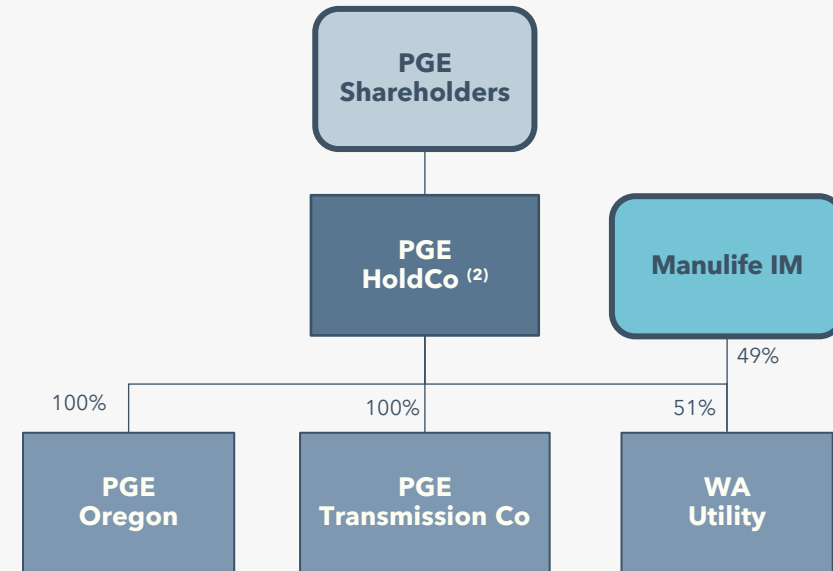 PGE
Shareholders
PGE
HoldCo (2)
Manulife IM
49%
100%
100%
51%
PGE
Oregon
PGE
Transmission Co
WA
Utility